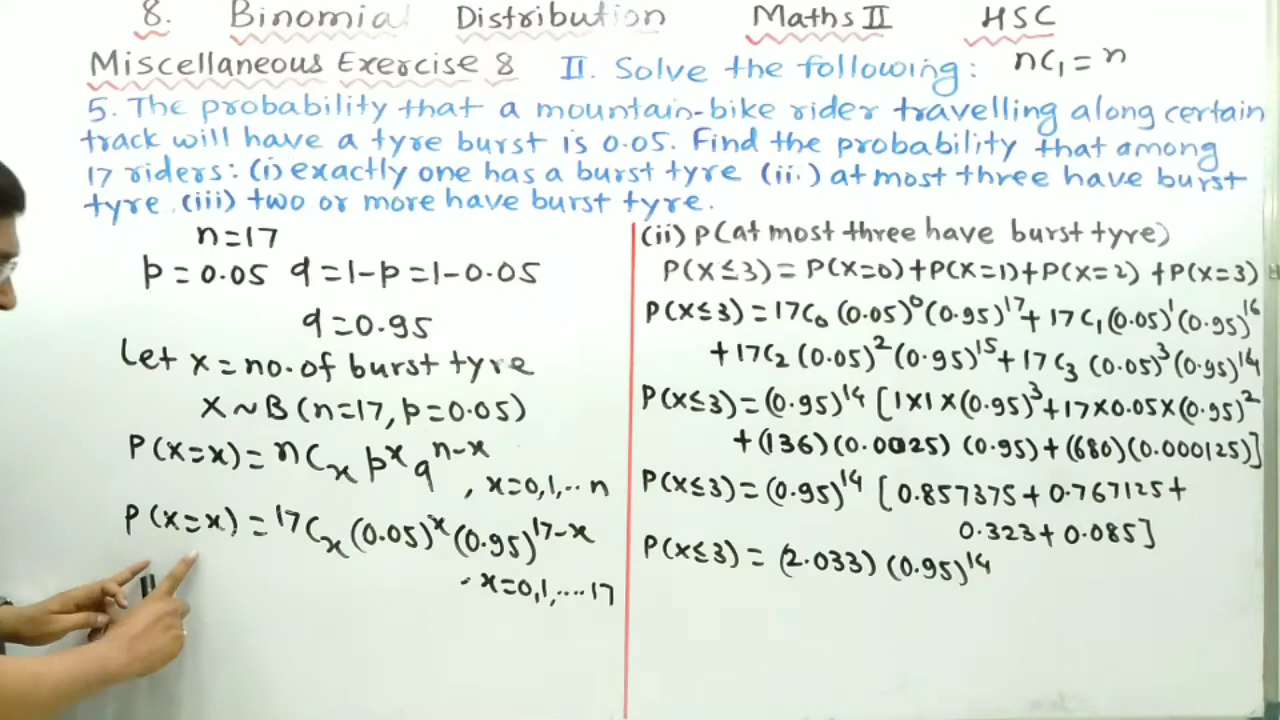 8. Binomial Distribution Maths II HSC
Miscellaneous Exercise 8 II. Solve the following: nC₁ = n
5. The probability that a mountain-bike rider travelling along certain
track will have a tyre burst is 0.05. Find the probability that among
17 riders: (i) exactly one has a burst tyre (ii.) at most three have burst
tyre. (iii) two or more have burst tyre.
n=17
p = 0.05 q = 1-p = 1-0.05
q = 0.95
Let x = no. of burst tyre
X ~ B (n=17, p=0.05)
P(X=x) = nCₓ pˣ qⁿ⁻ˣ
, x=0,1,... n
P(X=x) = ¹⁷Cₓ (0.05)ˣ (0.95)¹⁷⁻ˣ
. x=0,1,....17
(ii) P(at most three have burst tyre)
P(X≤3) = P(X=0)+P(X=1)+P(X=2) +P(X=3)
P(X≤3) = 17C₀ (0.05)⁰ (0.95)¹⁷ + 17C₁ (0.05)¹ (0.95)¹⁶
+ 17C₂ (0.05)² (0.95)¹⁵ + 17C₃ (0.05)³ (0.95)¹⁴
P(X≤3) = (0.95)¹⁴ [1x1x(0.95)³ + 17x0.05x(0.95)²
+ (136)(0.0025) (0.95) + (680)(0.000125)]
P(X≤3) = (0.95)¹⁴ [0.857375 + 0.767125 +
0.323 + 0.085]
P(X≤3) = (2.033) (0.95)¹⁴